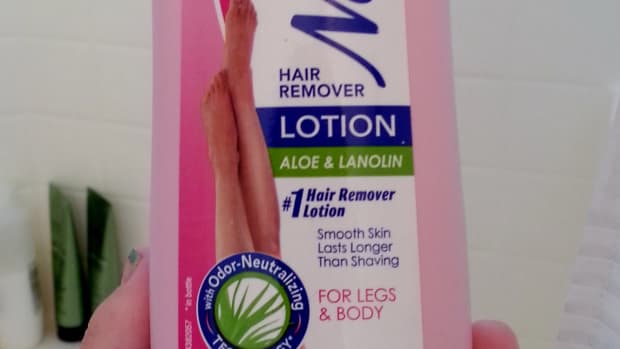 HAIR
REMOVER
LOTION
ALOE & LANOLIN
#1 Hair Remover
Lotion
Smooth Skin
Lasts Longer
Than Shaving
FOR LEGS
& BODY
with Odor-Neutralizing
* in bottle